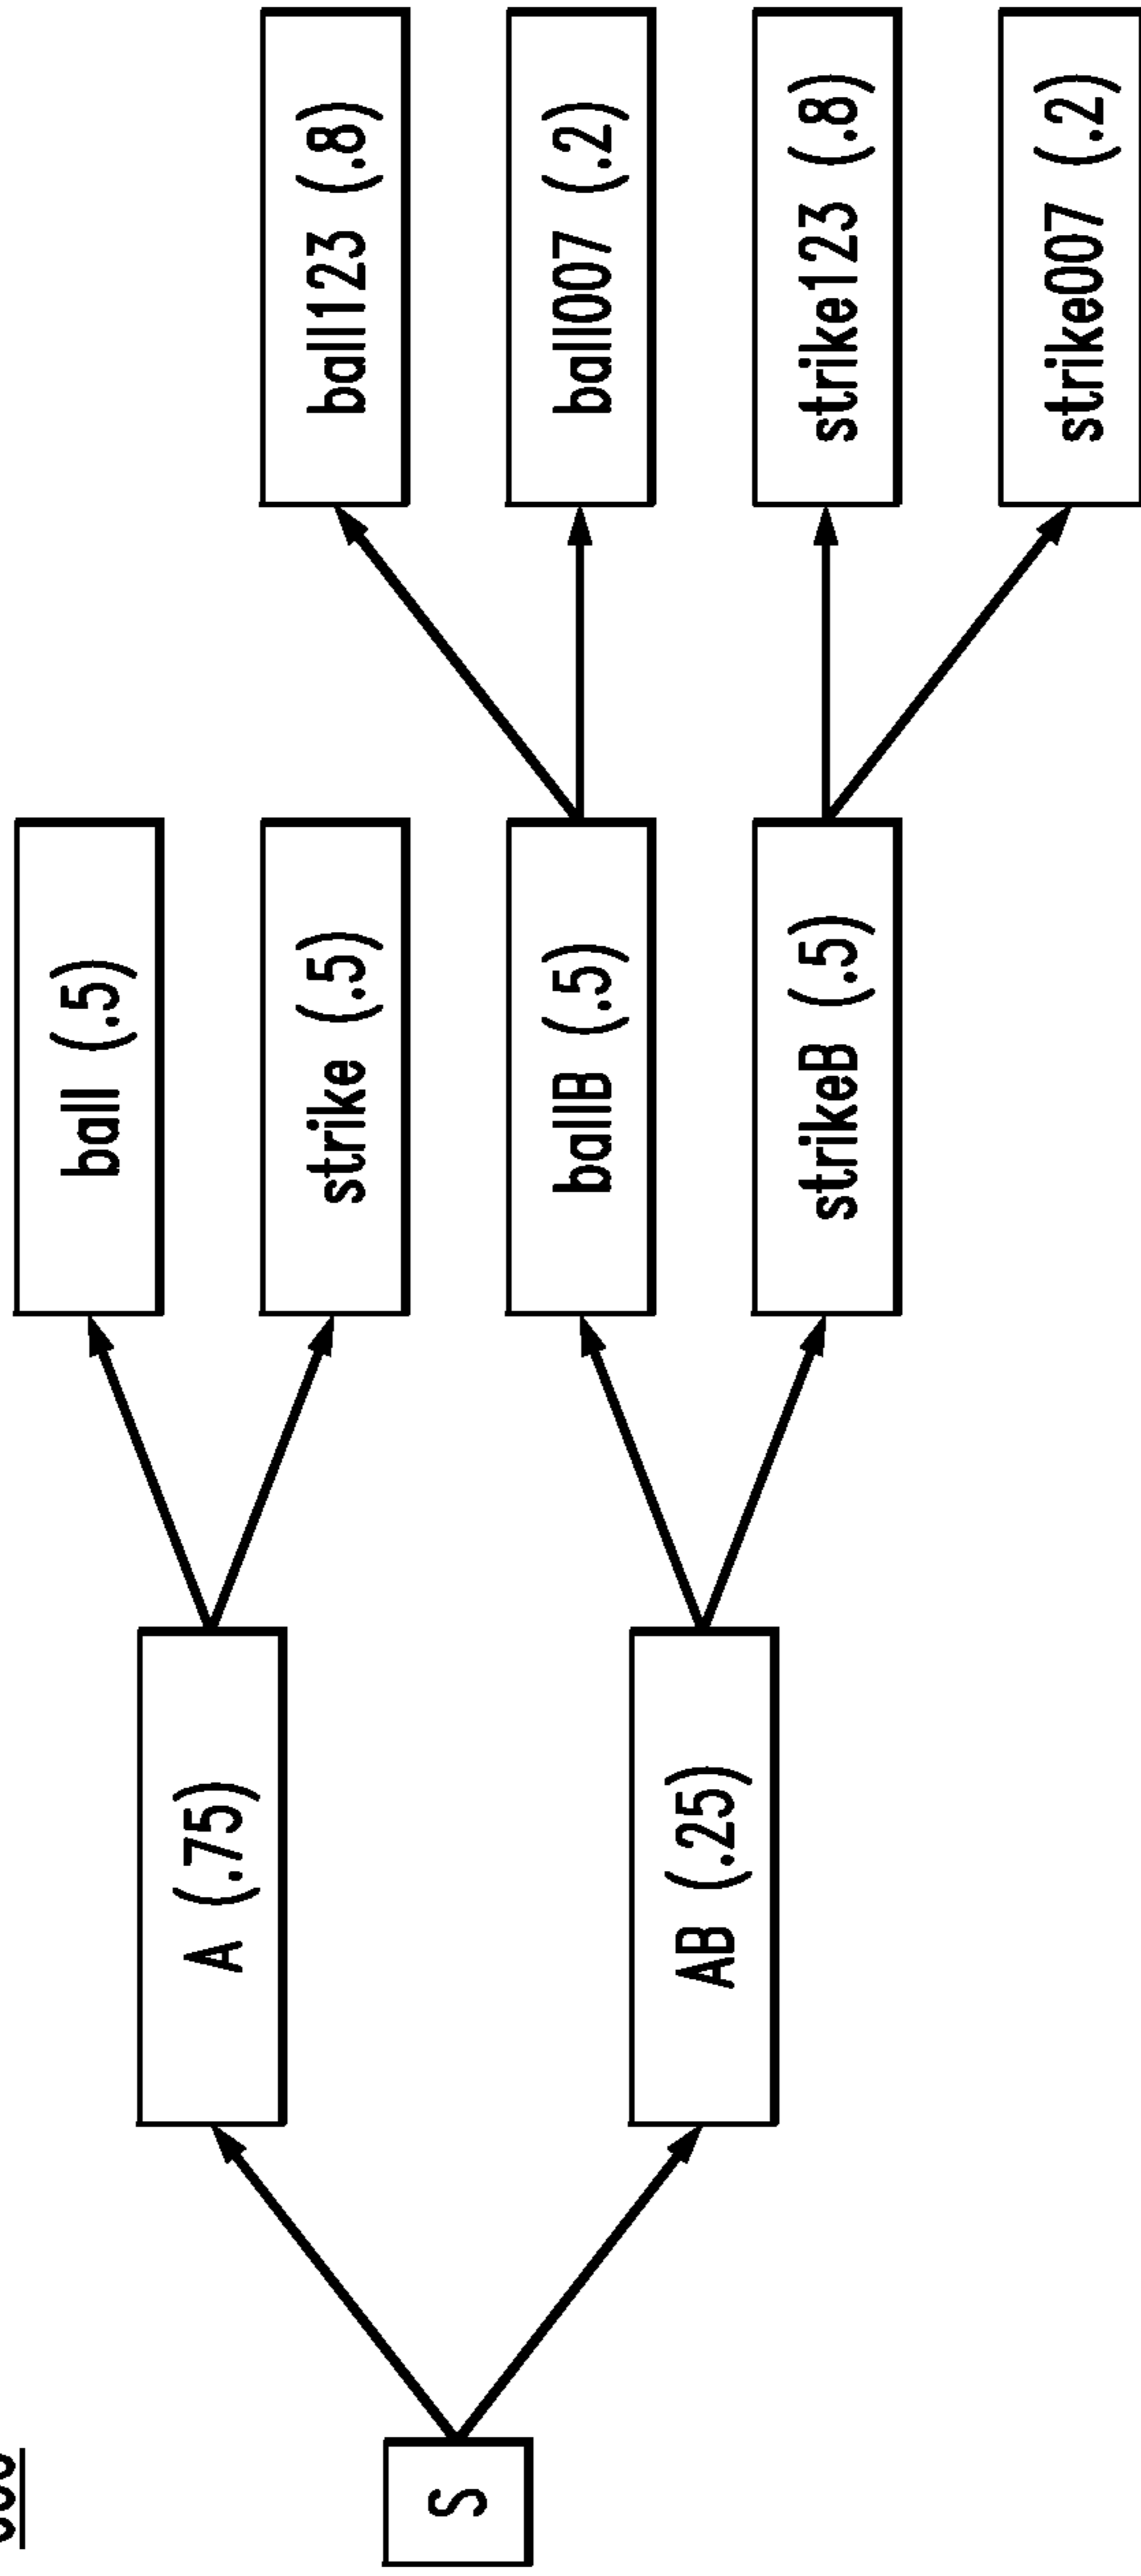 S
A (.75)
AB (.25)
ball (.5)
strike (.5)
ballB (.5)
strikeB (.5)
ball123 (.8)
ball007 (.2)
strike123 (.8)
strike007 (.2)